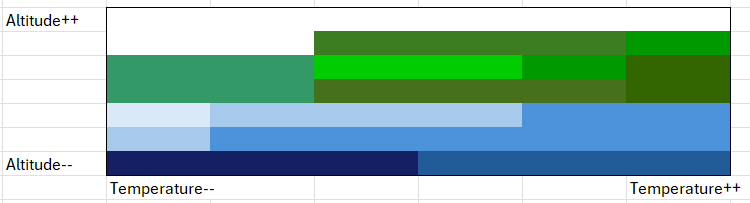 Altitude++
Altitude--
Temperature--
Temperature++